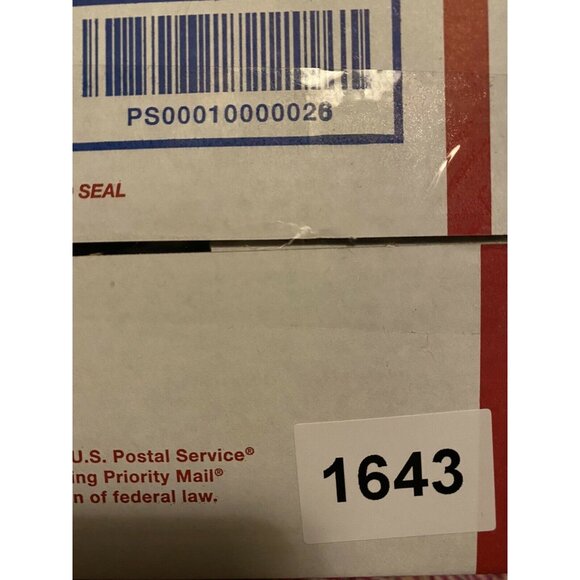 PS00010000026
SEAL
U.S. Postal Service®
ing Priority Mail®
n of federal law.
1643